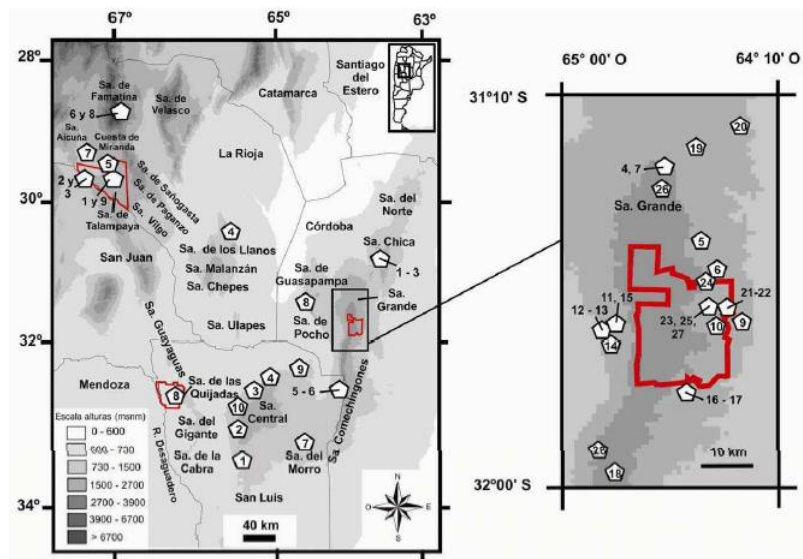 67º
65º
63º
28º
30º
32º
34º
Sa. de
Famatina
6 y 8
Sa. de
Velasco
Catamarca
Santiago
del
Estero
Sa.
Aicuña
Cuesta de
Miranda
7
5
2 y
3
1 y 9
Sa. de
Talampaya
Sa. de Sañogasta
Sa. de Paganzo
Sa. Vilgo
La Rioja
Sa. del
Norte
Córdoba
4
Sa. de los Llanos
Sa. Chica
1 - 3
San Juan
Sa. Malanzán
Sa. Chepes
Sa. de
Guasapampa
8
Sa.
Grande
Sa. Guayaguas
Sa. Ulapes
Sa. de
Pocho
Mendoza
Sa. de las
Quijadas
8
4
9
3
5 - 6
10
Sa.
Central
Sa. Comechingones
Sa. del
Gigante
2
7
Sa. del
Morro
Sa. de la
Cabra
1
R. Desaguadero
San Luis
40 km
N
O
E
S
Escala alturas (msnm)
0 - 600
600 - 730
730 - 1500
1500 - 2700
2700 - 3900
3900 - 6700
> 6700
65º 00' O
64º 10' O
31º10' S
32º00' S
20
19
4, 7
26
Sa. Grande
5
6
24
11, 15
12 - 13
14
21-22
23, 25,
27
10
9
16 - 17
28
18
10 km